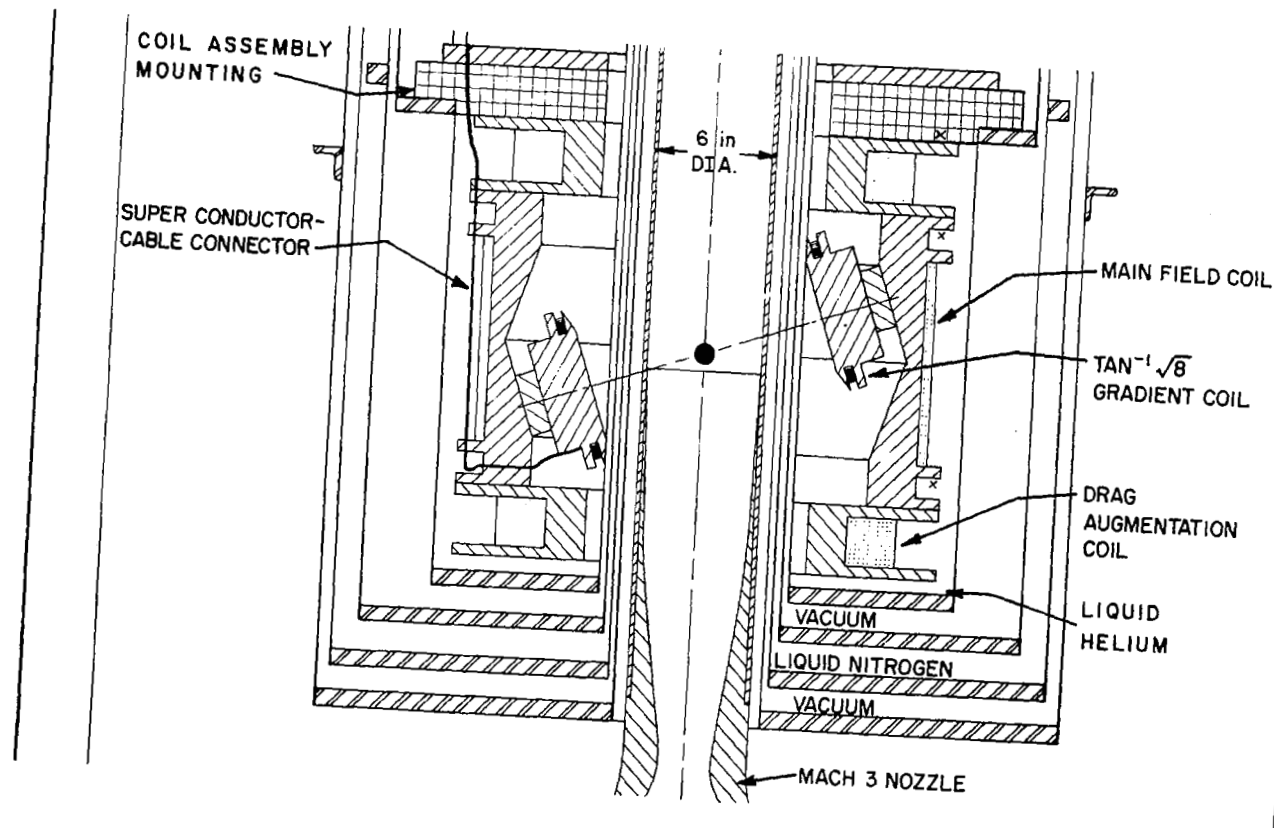 COIL ASSEMBLY
MOUNTING
6 in
DIA.
SUPER CONDUCTOR-
CABLE CONNECTOR
MAIN FIELD COIL
TAN⁻¹ √8
GRADIENT COIL
DRAG
AUGMENTATION
COIL
LIQUID
HELIUM
VACUUM
LIQUID NITROGEN
VACUUM
MACH 3 NOZZLE